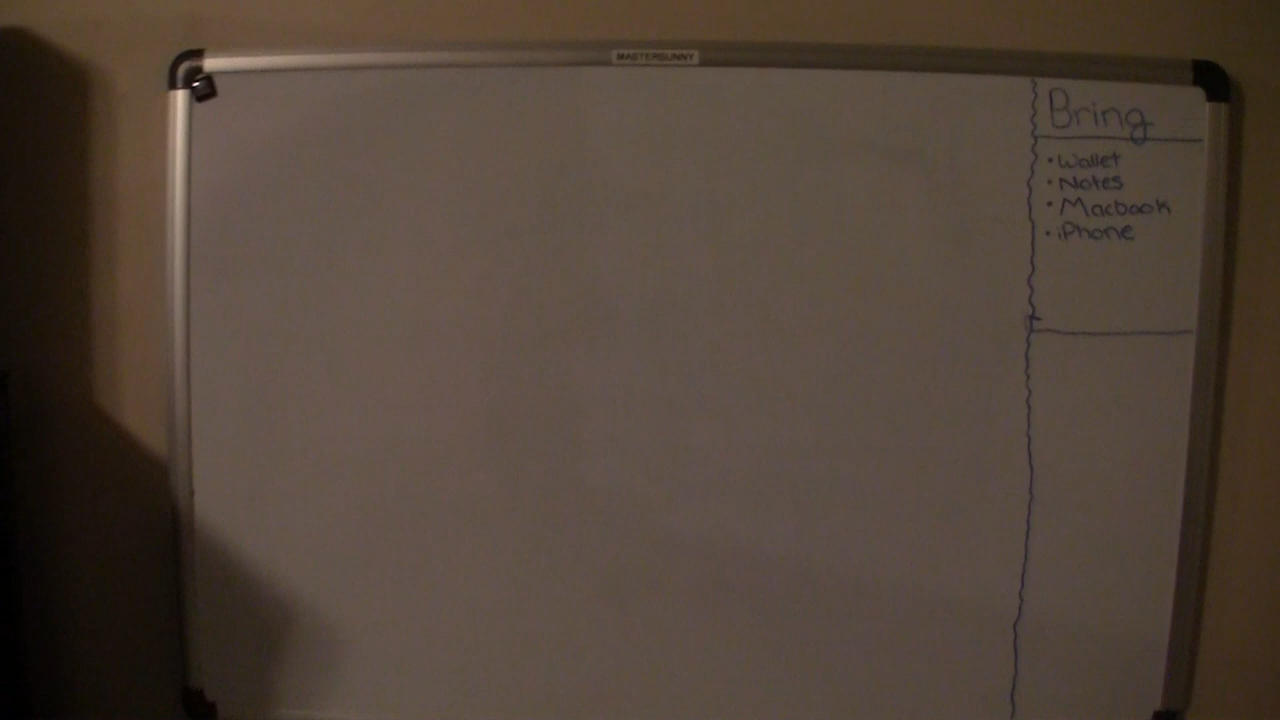 MASTERSUNNY
Bring
• Wallet
• Notes
• Macbook
• iPhone